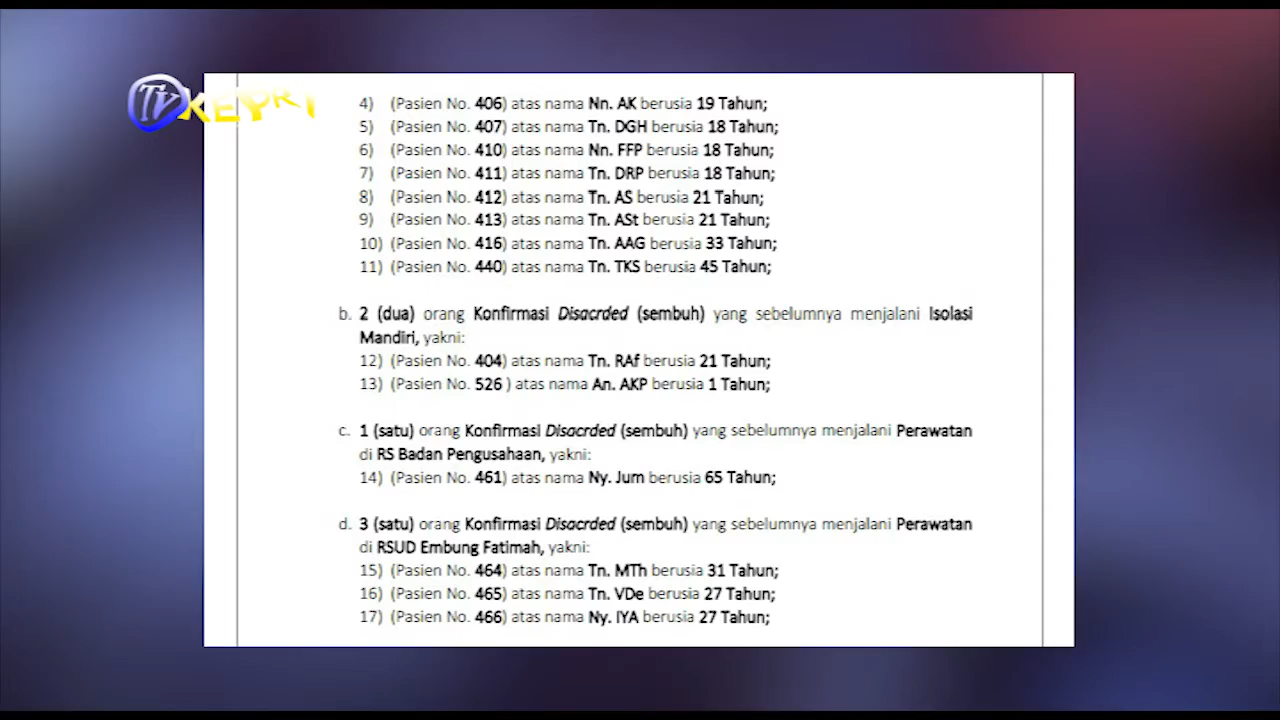 TV KEPRI
4) (Pasien No. 406) atas nama Nn. AK berusia 19 Tahun;
5) (Pasien No. 407) atas nama Tn. DGH berusia 18 Tahun;
6) (Pasien No. 410) atas nama Nn. FFP berusia 18 Tahun;
7) (Pasien No. 411) atas nama Tn. DRP berusia 18 Tahun;
8) (Pasien No. 412) atas nama Tn. AS berusia 21 Tahun;
9) (Pasien No. 413) atas nama Tn. ASt berusia 21 Tahun;
10) (Pasien No. 416) atas nama Tn. AAG berusia 33 Tahun;
11) (Pasien No. 440) atas nama Tn. TKS berusia 45 Tahun;
b. 2 (dua) orang Konfirmasi Disacrded (sembuh) yang sebelumnya menjalani Isolasi
Mandiri, yakni:
12) (Pasien No. 404) atas nama Tn. RAf berusia 21 Tahun;
13) (Pasien No. 526 ) atas nama An. AKP berusia 1 Tahun;
c. 1 (satu) orang Konfirmasi Disacrded (sembuh) yang sebelumnya menjalani Perawatan
di RS Badan Pengusahaan, yakni:
14) (Pasien No. 461) atas nama Ny. Jum berusia 65 Tahun;
d. 3 (satu) orang Konfirmasi Disacrded (sembuh) yang sebelumnya menjalani Perawatan
di RSUD Embung Fatimah, yakni:
15) (Pasien No. 464) atas nama Tn. MTh berusia 31 Tahun;
16) (Pasien No. 465) atas nama Tn. VDe berusia 27 Tahun;
17) (Pasien No. 466) atas nama Ny. IYA berusia 27 Tahun;